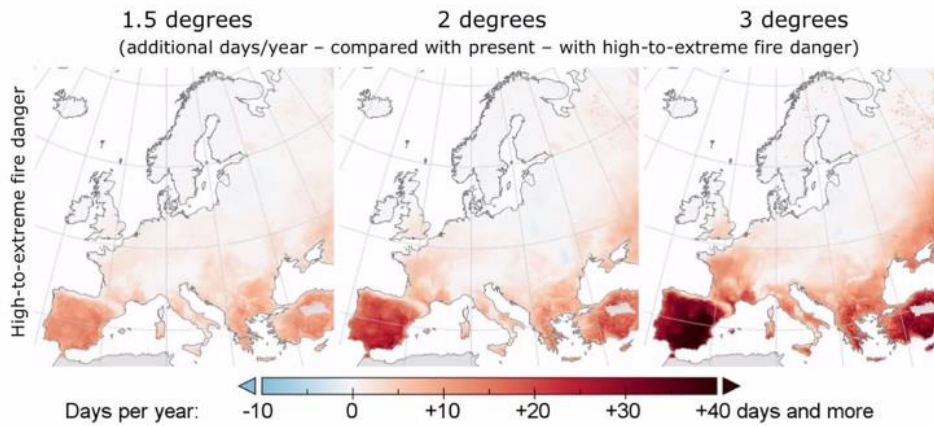 1.5 degrees 2 degrees 3 degrees
(additional days/year – compared with present – with high-to-extreme fire danger)
High-to-extreme fire danger
Days per year: -10 0 +10 +20 +30 +40 days and more